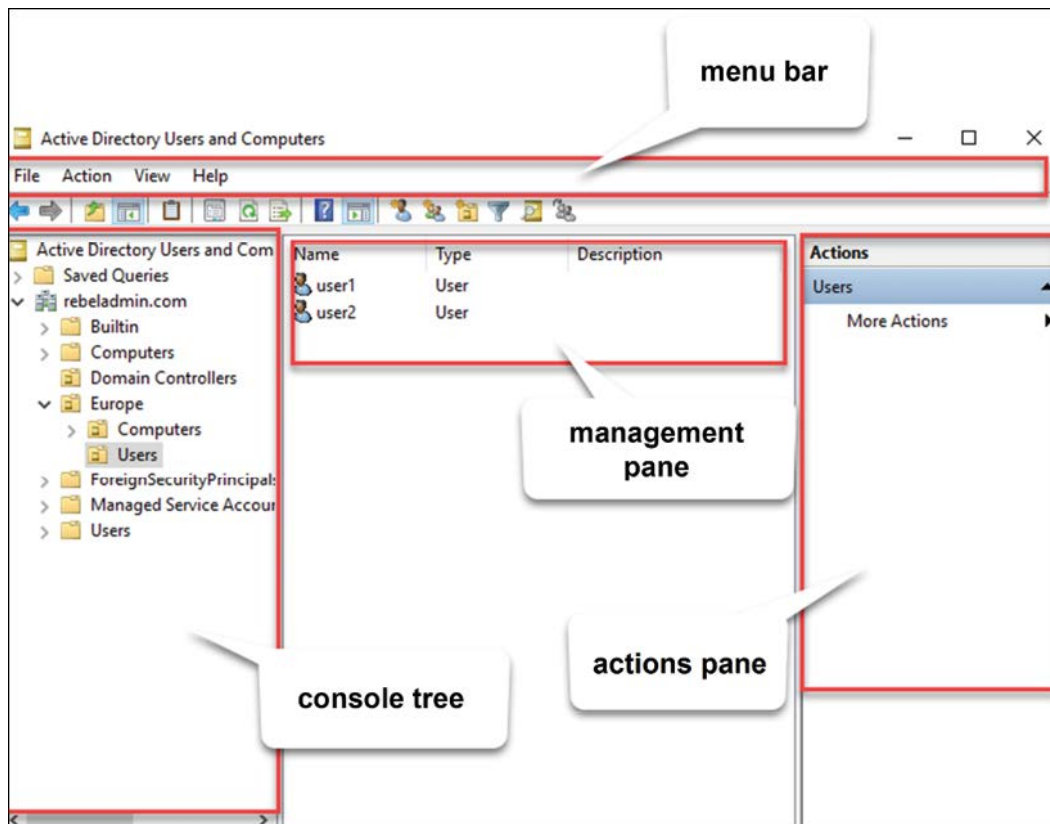 menu bar
Active Directory Users and Computers
File Action View Help
Active Directory Users and Com
Saved Queries
rebeladmin.com
Builtin
Computers
Domain Controllers
Europe
Computers
Users
ForeignSecurityPrincipals
Managed Service Accour
Users
Name Type Description
user1 User
user2 User
management
pane
Actions
Users
More Actions
actions pane
console tree